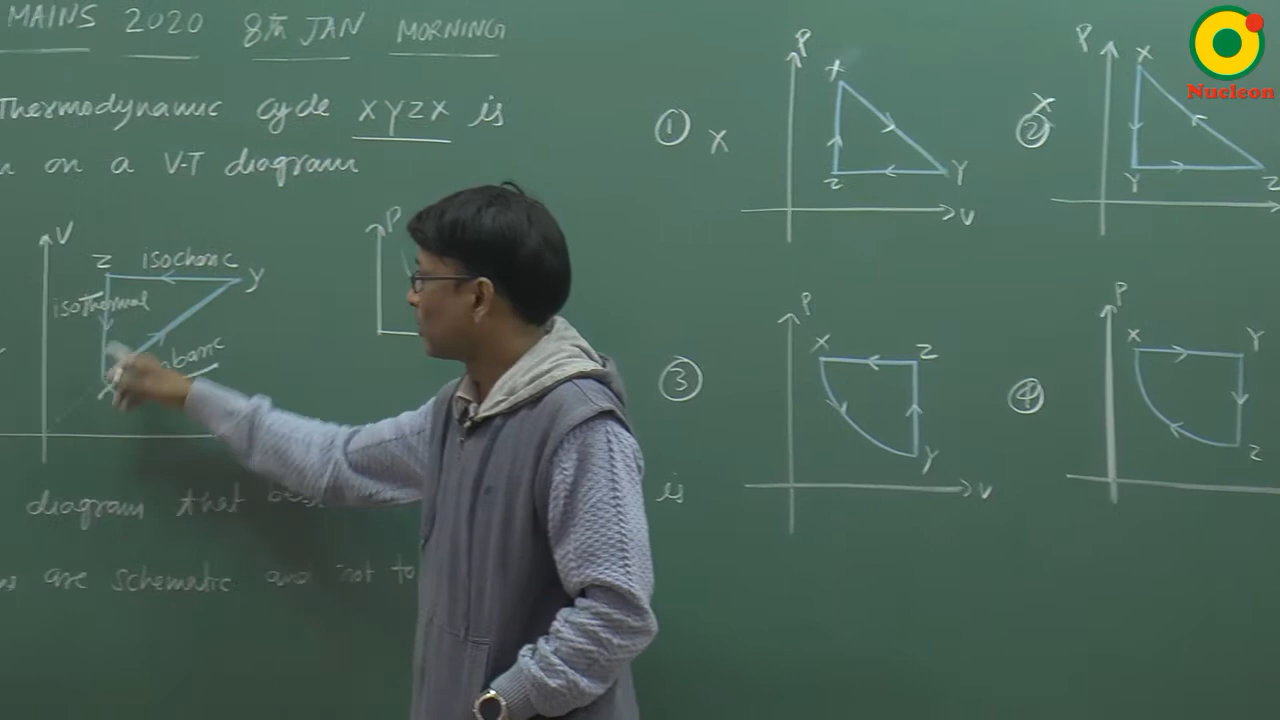 MAINS 2020 8th JAN MORNING
Thermodynamic cycle XYZX is
on a V-T diagram
V
Z isochoric Y
isothermal
baric
P
diagram that best
is
are schematic and not to
① X
P
X
Z
Y
V
② X
P
X
Y
Z
③
P
X
Z
Y
V
④
P
X
Y
Z
Nucleon